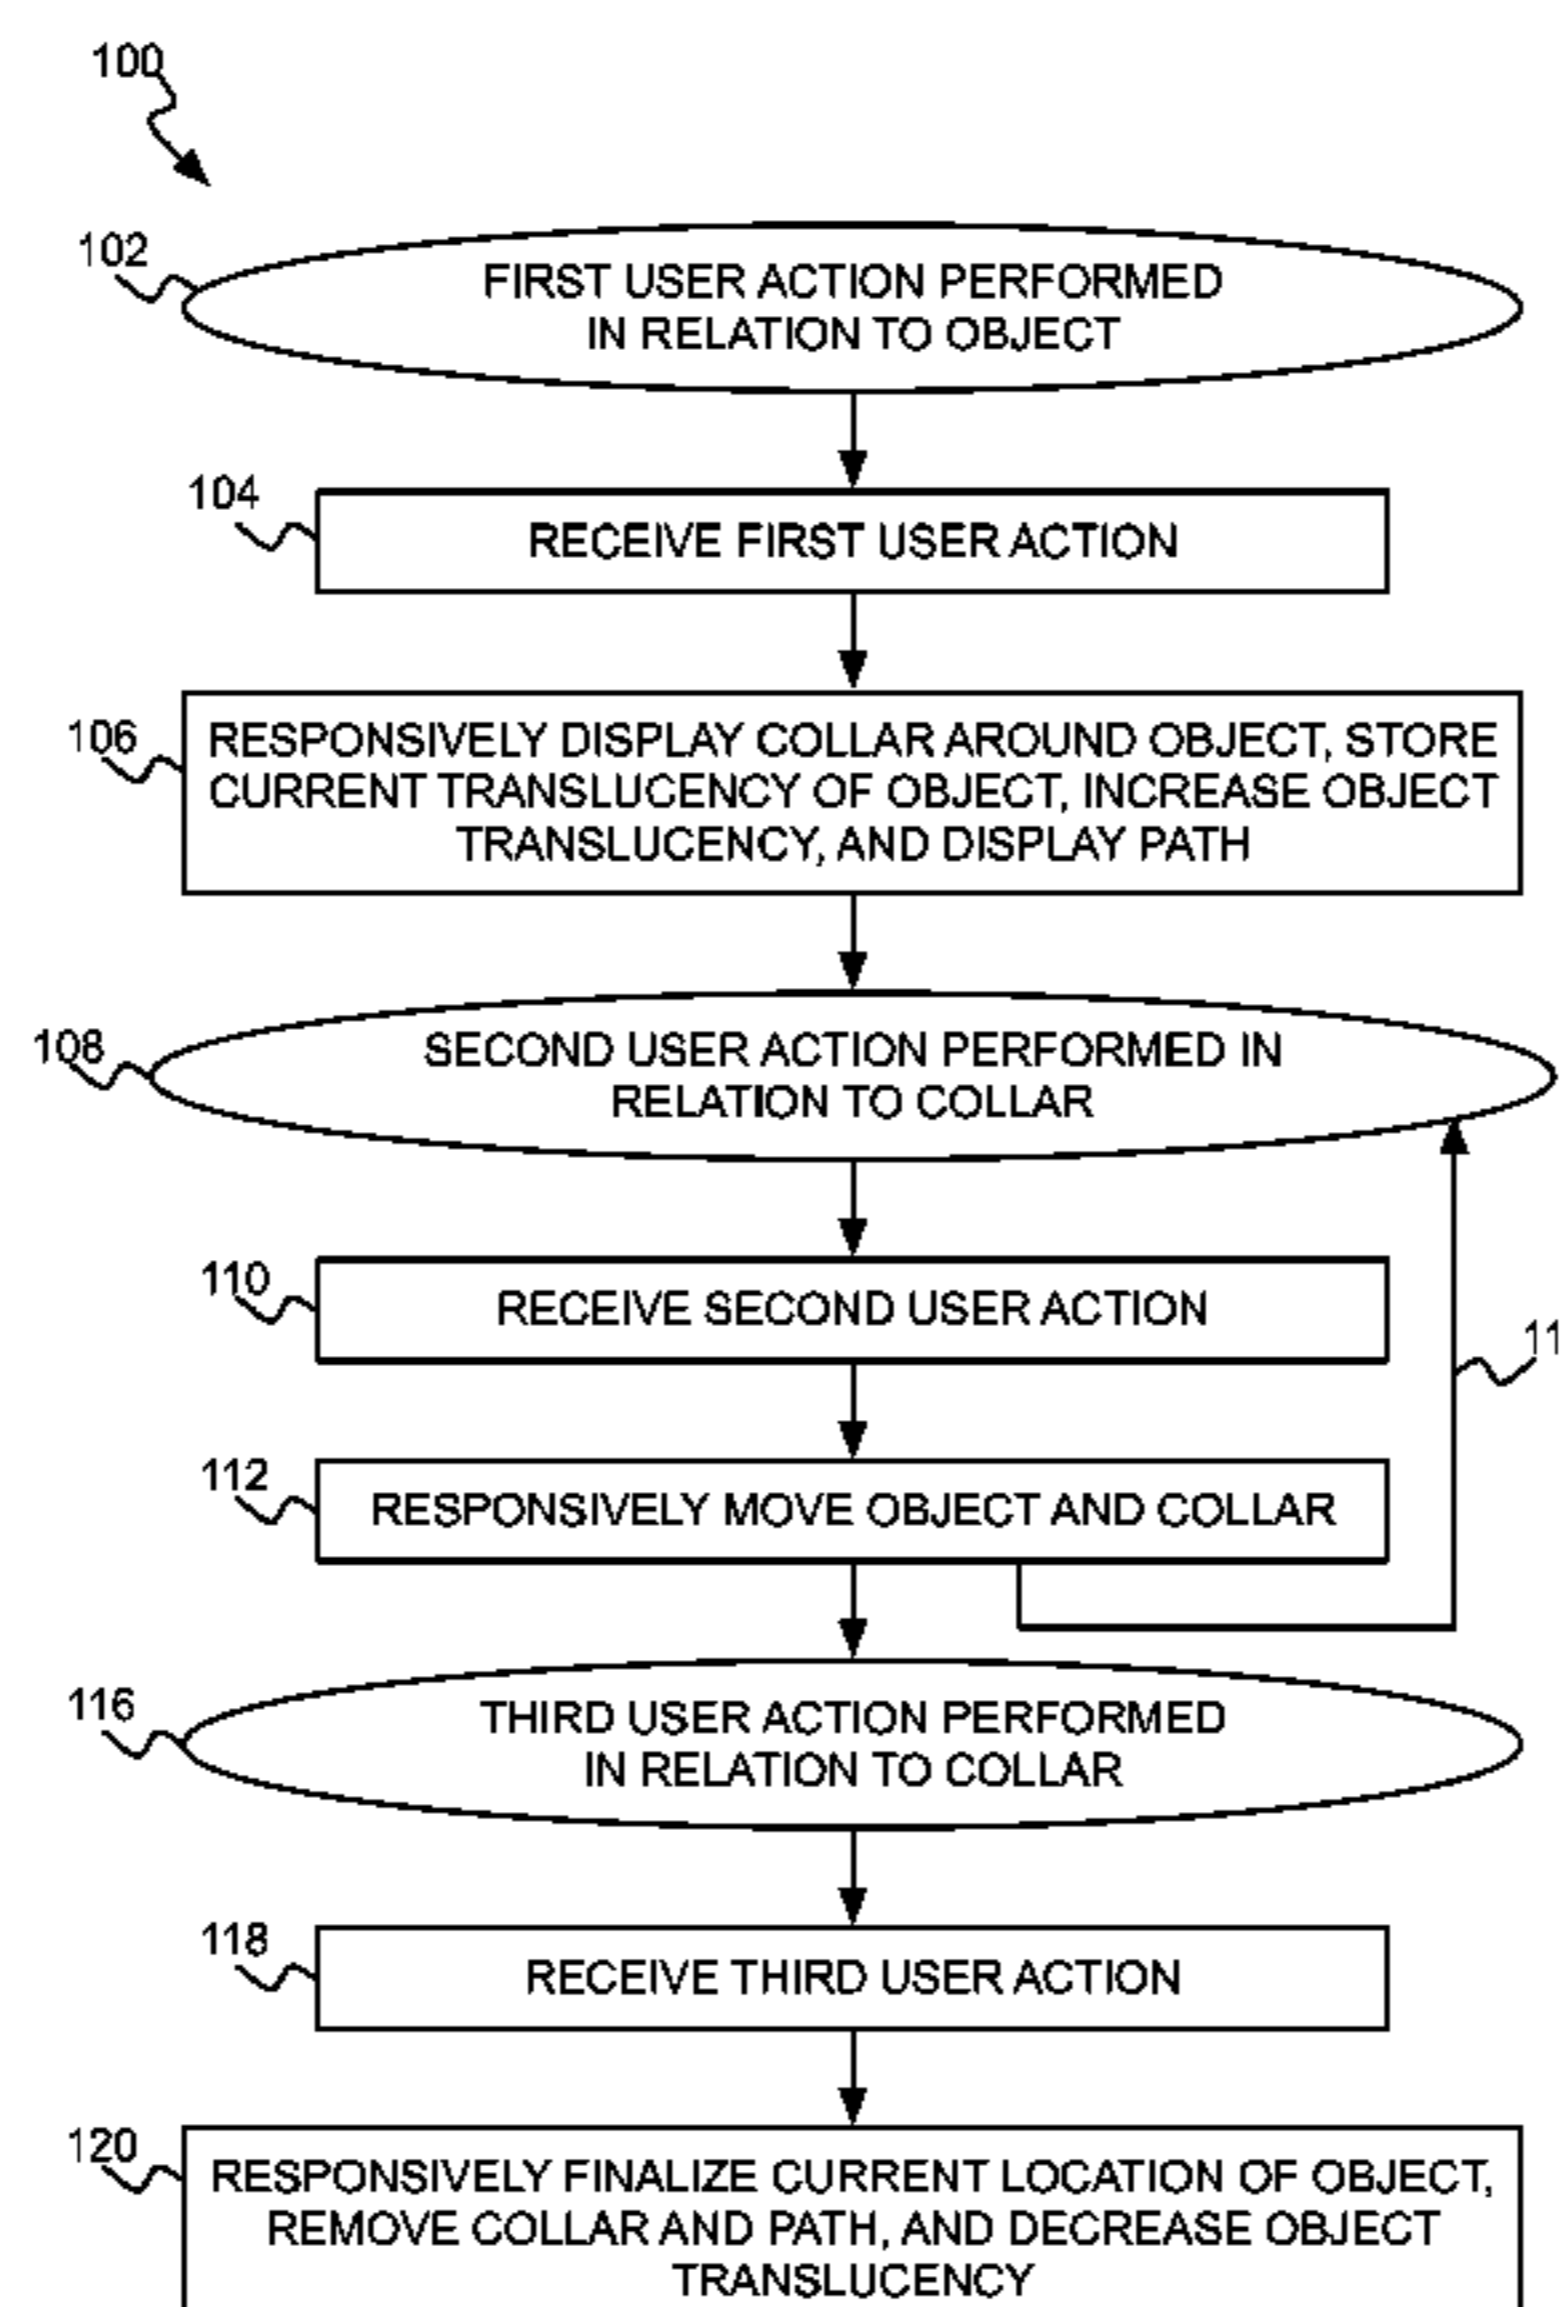 100
102
FIRST USER ACTION PERFORMED
IN RELATION TO OBJECT
104
RECEIVE FIRST USER ACTION
106
RESPONSIVELY DISPLAY COLLAR AROUND OBJECT, STORE
CURRENT TRANSLUCENCY OF OBJECT, INCREASE OBJECT
TRANSLUCENCY, AND DISPLAY PATH
108
SECOND USER ACTION PERFORMED IN
RELATION TO COLLAR
110
RECEIVE SECOND USER ACTION
11
112
RESPONSIVELY MOVE OBJECT AND COLLAR
116
THIRD USER ACTION PERFORMED
IN RELATION TO COLLAR
118
RECEIVE THIRD USER ACTION
120
RESPONSIVELY FINALIZE CURRENT LOCATION OF OBJECT,
REMOVE COLLAR AND PATH, AND DECREASE OBJECT
TRANSLUCENCY